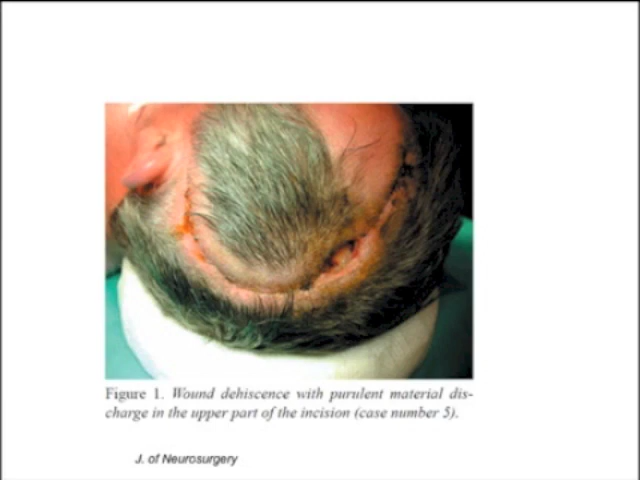 Figure 1. Wound dehiscence with purulent material dis-
charge in the upper part of the incision (case number 5).
J. of Neurosurgery